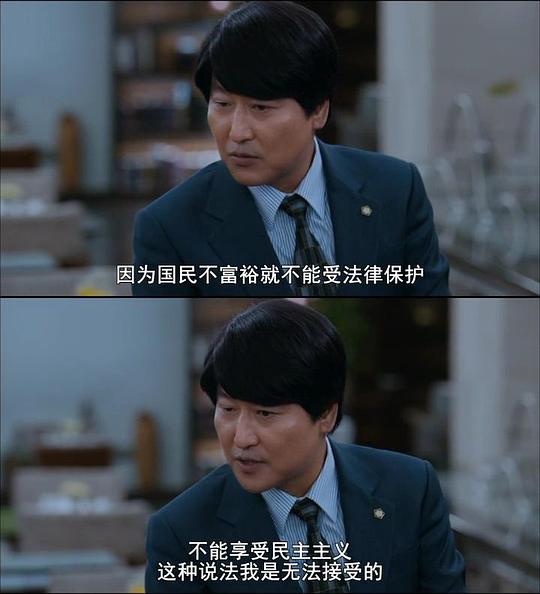 因为国民不富裕就不能受法律保护
不能享受民主主义
这种说法我是无法接受的